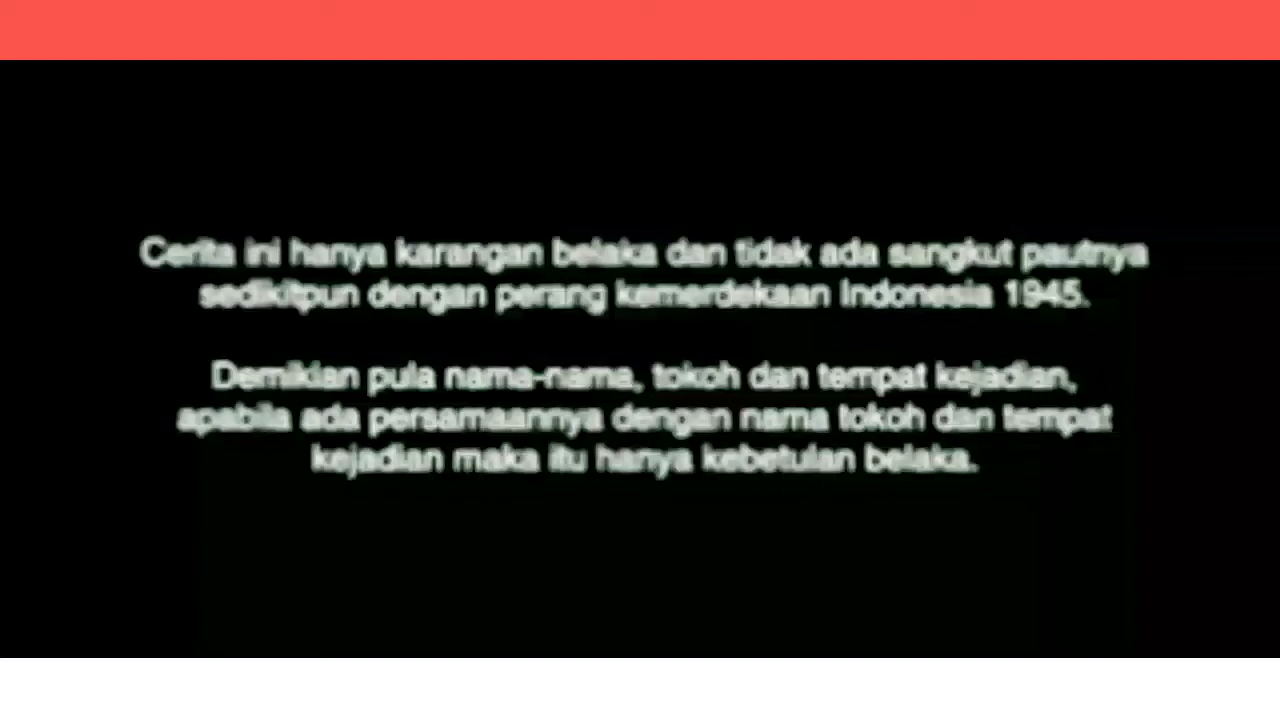 Cerita ini hanya karangan belaka dan tidak ada sangkut pautnya
sedikitpun dengan perang kemerdekaan Indonesia 1945.
Demikian pula nama-nama, tokoh dan tempat kejadian,
apabila ada persamaannya dengan nama tokoh dan tempat
kejadian maka itu hanya kebetulan belaka.